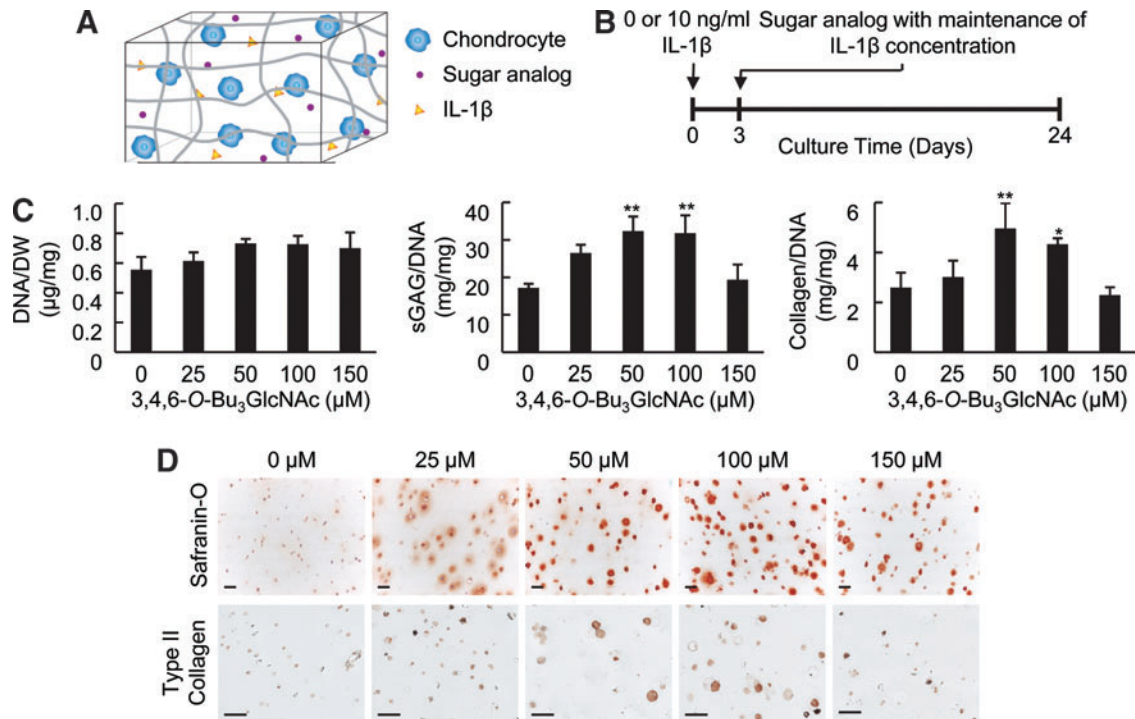 A
Chondrocyte
Sugar analog
IL-1β
B
0 or 10 ng/ml Sugar analog with maintenance of
IL-1β IL-1β concentration
0 3 24
Culture Time (Days)
C
DNA/DW
(µg/mg)
0.8
0.6
0.4
0.2
0
0 25 50 100 150
3,4,6-O-Bu₃GlcNAc (µM)
sGAG/DNA
(mg/mg)
40
30
20
10
0
** **
0 25 50 100 150
3,4,6-O-Bu₃GlcNAc (µM)
Collagen/DNA
(mg/mg)
6
4
2
0
** *
0 25 50 100 150
3,4,6-O-Bu₃GlcNAc (µM)
D
0 µM 25 µM 50 µM 100 µM 150 µM
Safranin-O
Type II
Collagen